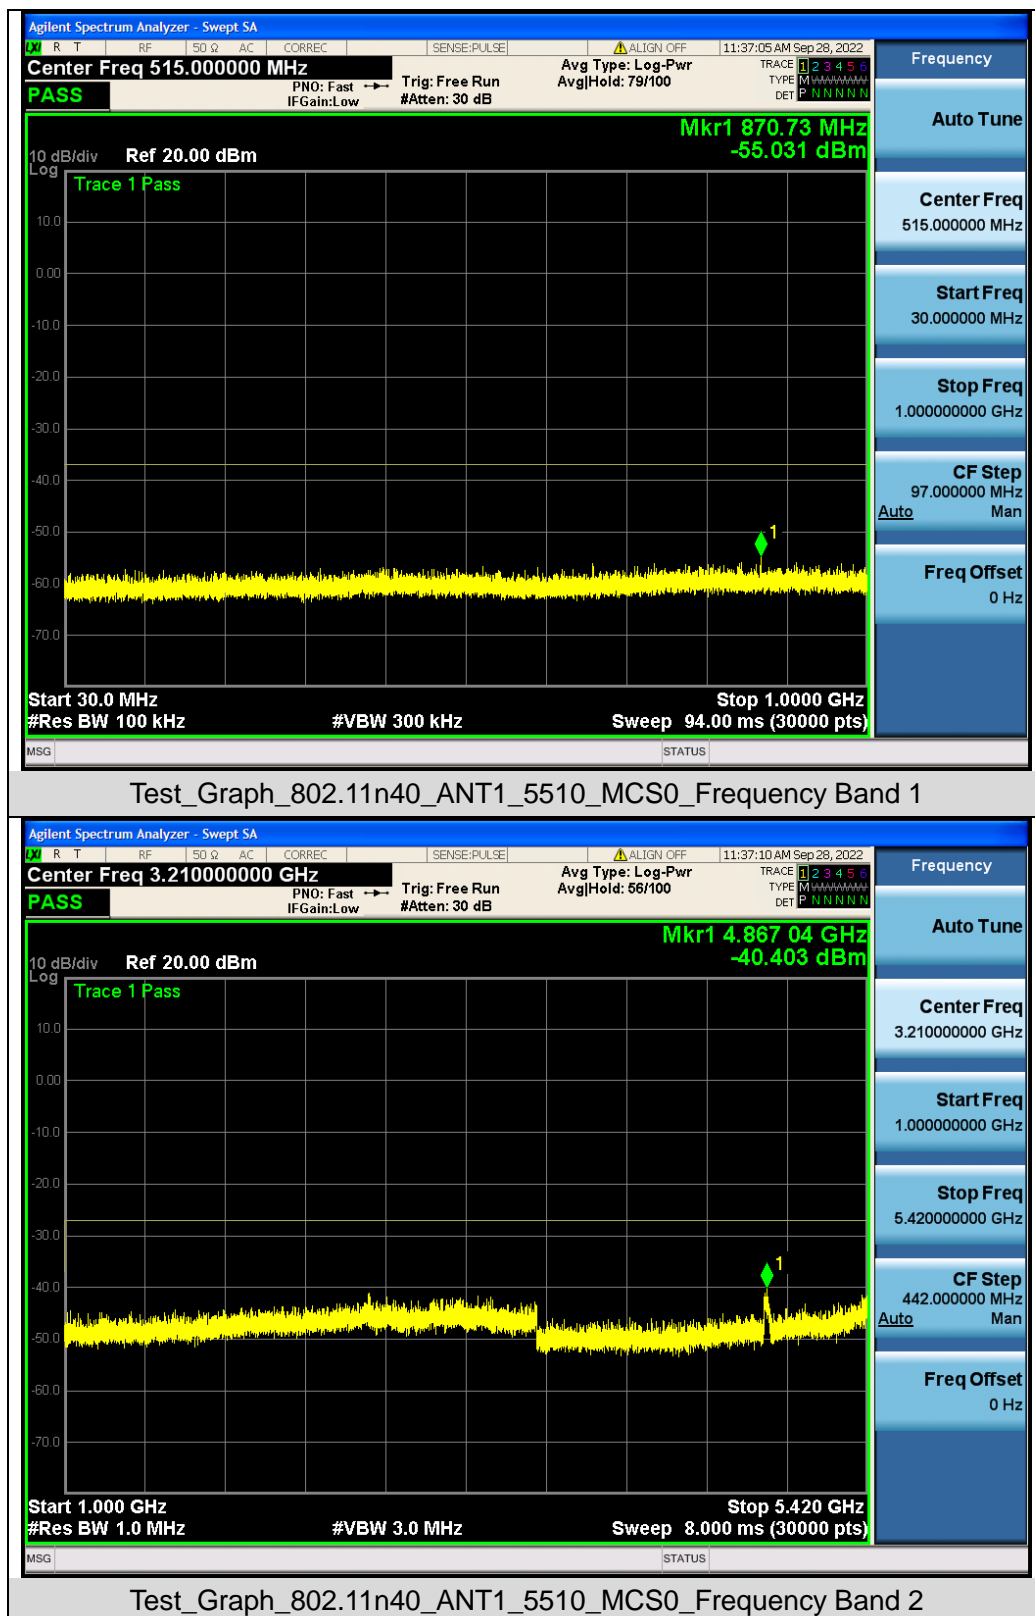 Agilent Spectrum Analyzer - Swept SA
LXI R T RF 50 Ω AC CORREC SENSE:PULSE ALIGN OFF 11:37:05 AM Sep 28, 2022
Center Freq 515.000000 MHz
PASS
PNO: Fast
IFGain:Low
Trig: Free Run
#Atten: 30 dB
Avg Type: Log-Pwr
Avg|Hold: 79/100
TRACE 1 2 3 4 5 6
TYPE M
DET P N N N N N
Mkr1 870.73 MHz
-55.031 dBm
10 dB/div Ref 20.00 dBm
Log
Trace 1 Pass
10.0
0.00
-10.0
-20.0
-30.0
-40.0
-50.0
-60.0
-70.0
1
Start 30.0 MHz Stop 1.0000 GHz
#Res BW 100 kHz #VBW 300 kHz Sweep 94.00 ms (30000 pts)
MSG STATUS
Frequency
Auto Tune
Center Freq
515.000000 MHz
Start Freq
30.000000 MHz
Stop Freq
1.000000000 GHz
CF Step
97.000000 MHz
Auto Man
Freq Offset
0 Hz
Test_Graph_802.11n40_ANT1_5510_MCS0_Frequency Band 1
Agilent Spectrum Analyzer - Swept SA
LXI R T RF 50 Ω AC CORREC SENSE:PULSE ALIGN OFF 11:37:10 AM Sep 28, 2022
Center Freq 3.210000000 GHz
PASS
PNO: Fast
IFGain:Low
Trig: Free Run
#Atten: 30 dB
Avg Type: Log-Pwr
Avg|Hold: 56/100
TRACE 1 2 3 4 5 6
TYPE M
DET P N N N N N
Mkr1 4.867 04 GHz
-40.403 dBm
10 dB/div Ref 20.00 dBm
Log
Trace 1 Pass
10.0
0.00
-10.0
-20.0
-30.0
-40.0
-50.0
-60.0
-70.0
1
Start 1.000 GHz Stop 5.420 GHz
#Res BW 1.0 MHz #VBW 3.0 MHz Sweep 8.000 ms (30000 pts)
MSG STATUS
Frequency
Auto Tune
Center Freq
3.210000000 GHz
Start Freq
1.000000000 GHz
Stop Freq
5.420000000 GHz
CF Step
442.000000 MHz
Auto Man
Freq Offset
0 Hz
Test_Graph_802.11n40_ANT1_5510_MCS0_Frequency Band 2